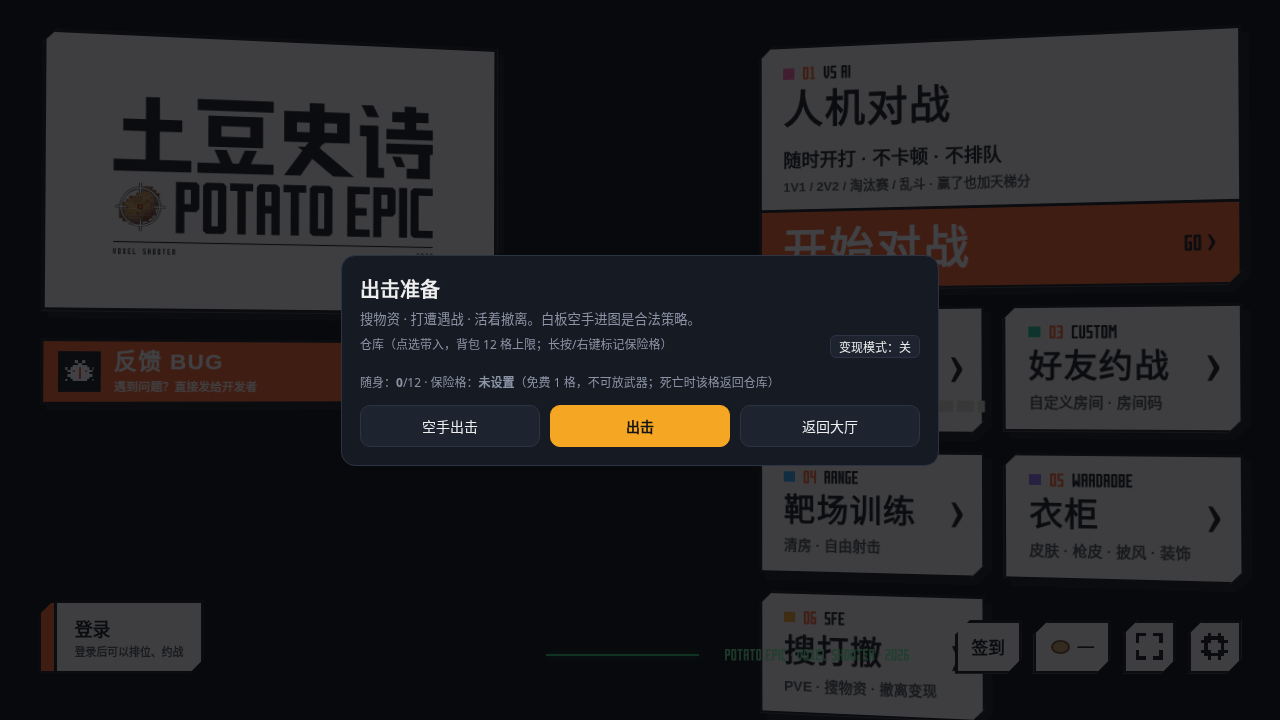 土豆史诗
POTATO EPIC
VOXEL SHOOTER
反馈 BUG
遇到问题？直接发给开发者
01 VS AI
人机对战
随时开打 · 不卡顿 · 不排队
1V1 / 2V2 / 淘汰赛 / 乱斗 · 赢了也加天梯分
开始对战
GO
出击准备
搜物资 · 打遭遇战 · 活着撤离。白板空手进图是合法策略。
仓库（点选带入，背包 12 格上限；长按/右键标记保险格）
变现模式：关
随身：0/12 · 保险格：未设置（免费 1 格，不可放武器；死亡时该格返回仓库）
空手出击
出击
返回大厅
03 CUSTOM
好友约战
自定义房间 · 房间码
04 RANGE
靶场训练
清房 · 自由射击
05 WARDROBE
衣柜
皮肤 · 枪皮 · 披风 · 装饰
06 SFE
搜打撤
PVE · 搜物资 · 撤离变现
登录
登录后可以排位、约战
签到
—